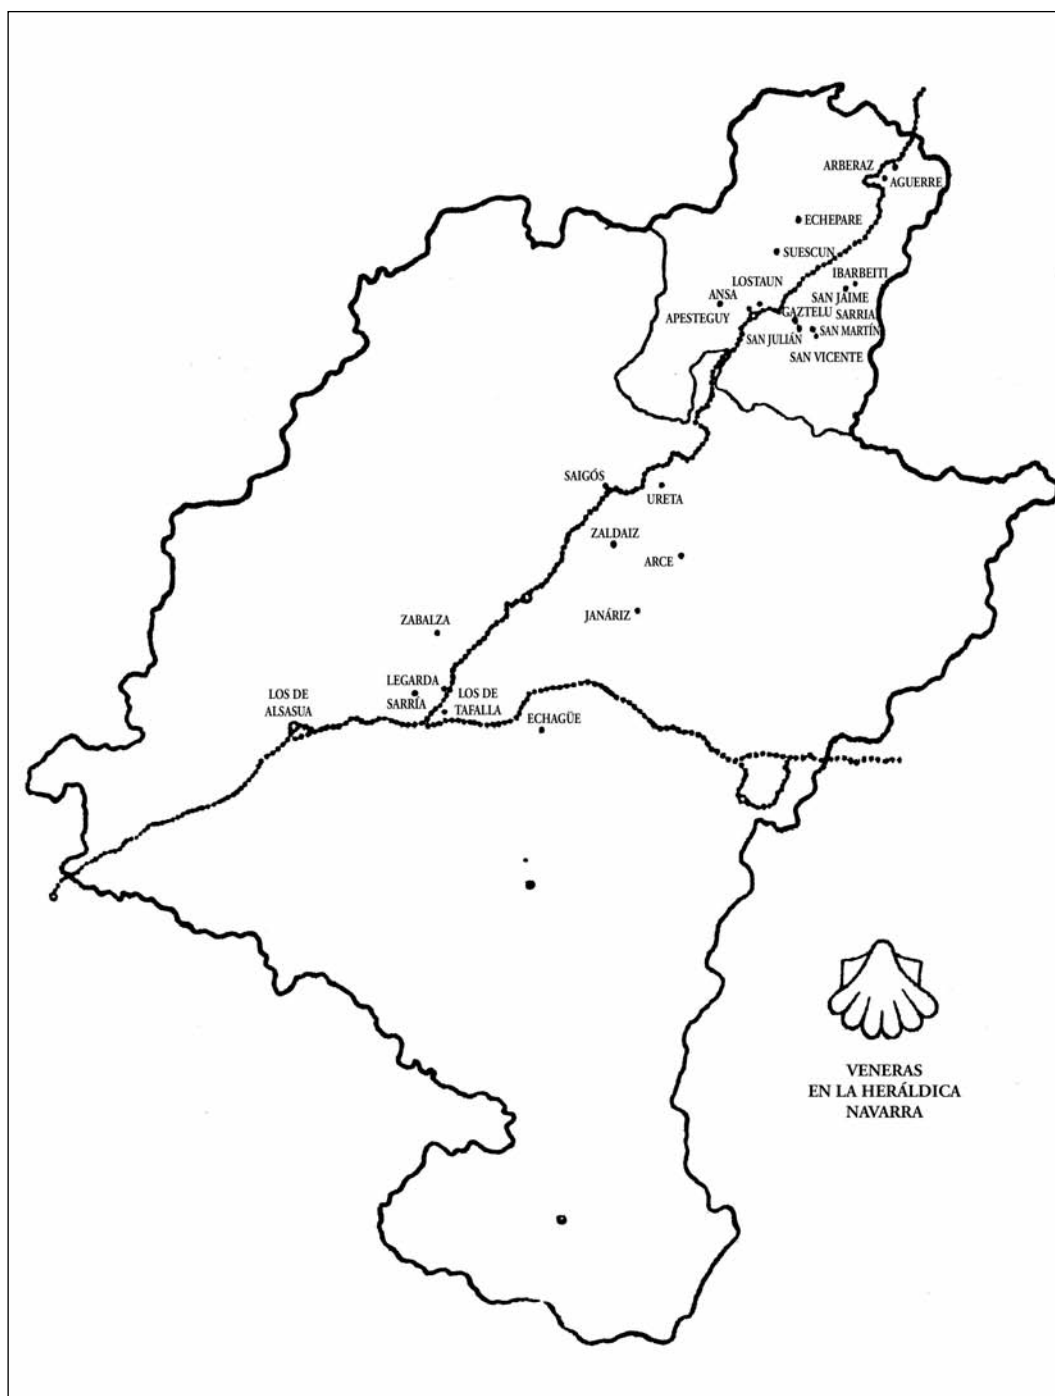 ARBERAZ
AGUERRE
ECHEPARE
SUESCUN
IBARBEITI
LOSTAUN
ANSA
SAN JAIME
GAZTELU
SARRIA
APESTEGUY
SAN JULIÁN
SAN MARTÍN
SAN VICENTE
SAIGÓS
URETA
ZALDAIZ
ARCE
JANÁRIZ
ZABALZA
LEGARDA
SARRÍA
LOS DE
TAFALLA
LOS DE
ALSASUA
ECHAGÜE
VENERAS
EN LA HERÁLDICA
NAVARRA